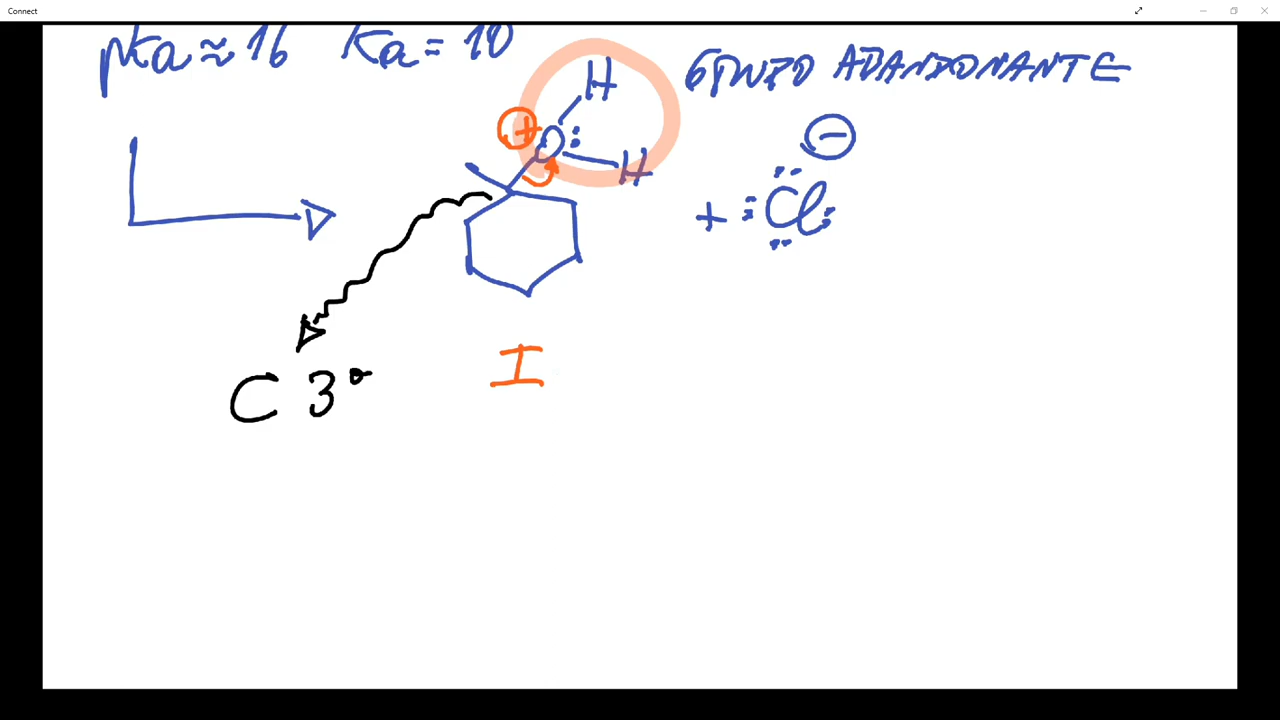 Connect
pKa ≈ 16 Ka = 10
GRUPO ABANDONANTE
H
+ O :
H
+ :Cl: −
C 3°
I